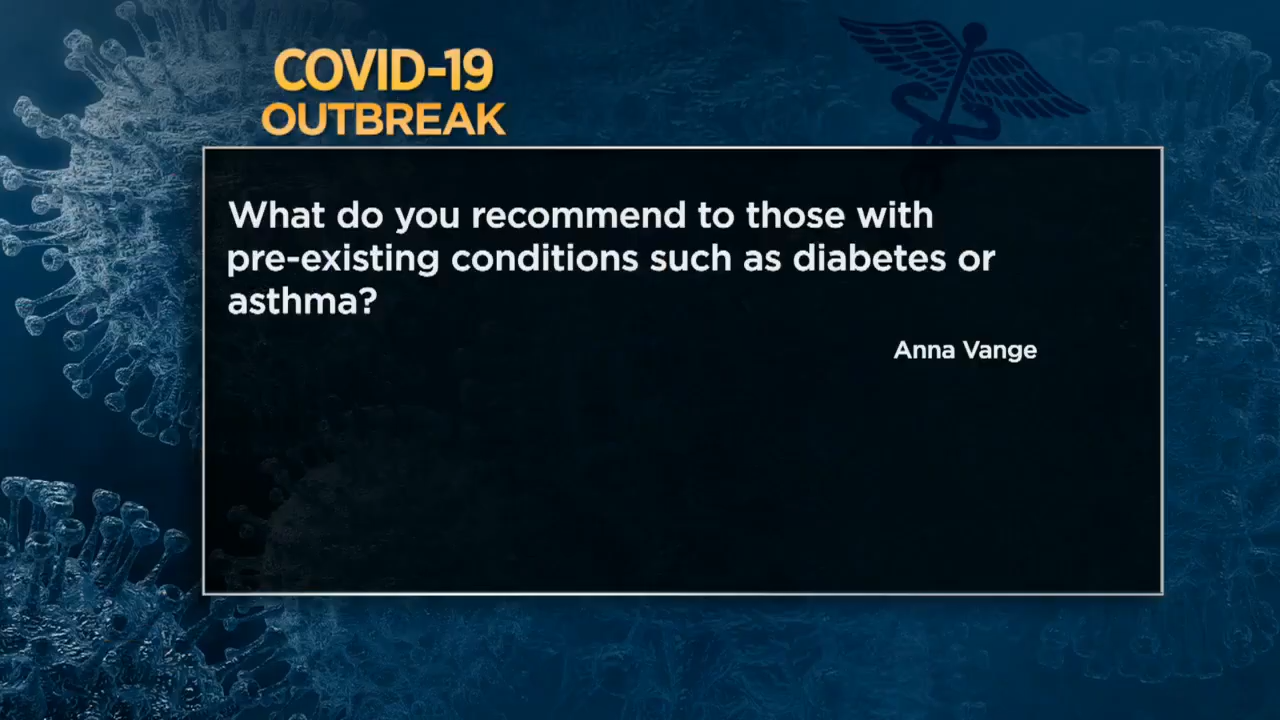 COVID-19
OUTBREAK
What do you recommend to those with
pre-existing conditions such as diabetes or
asthma?
Anna Vange